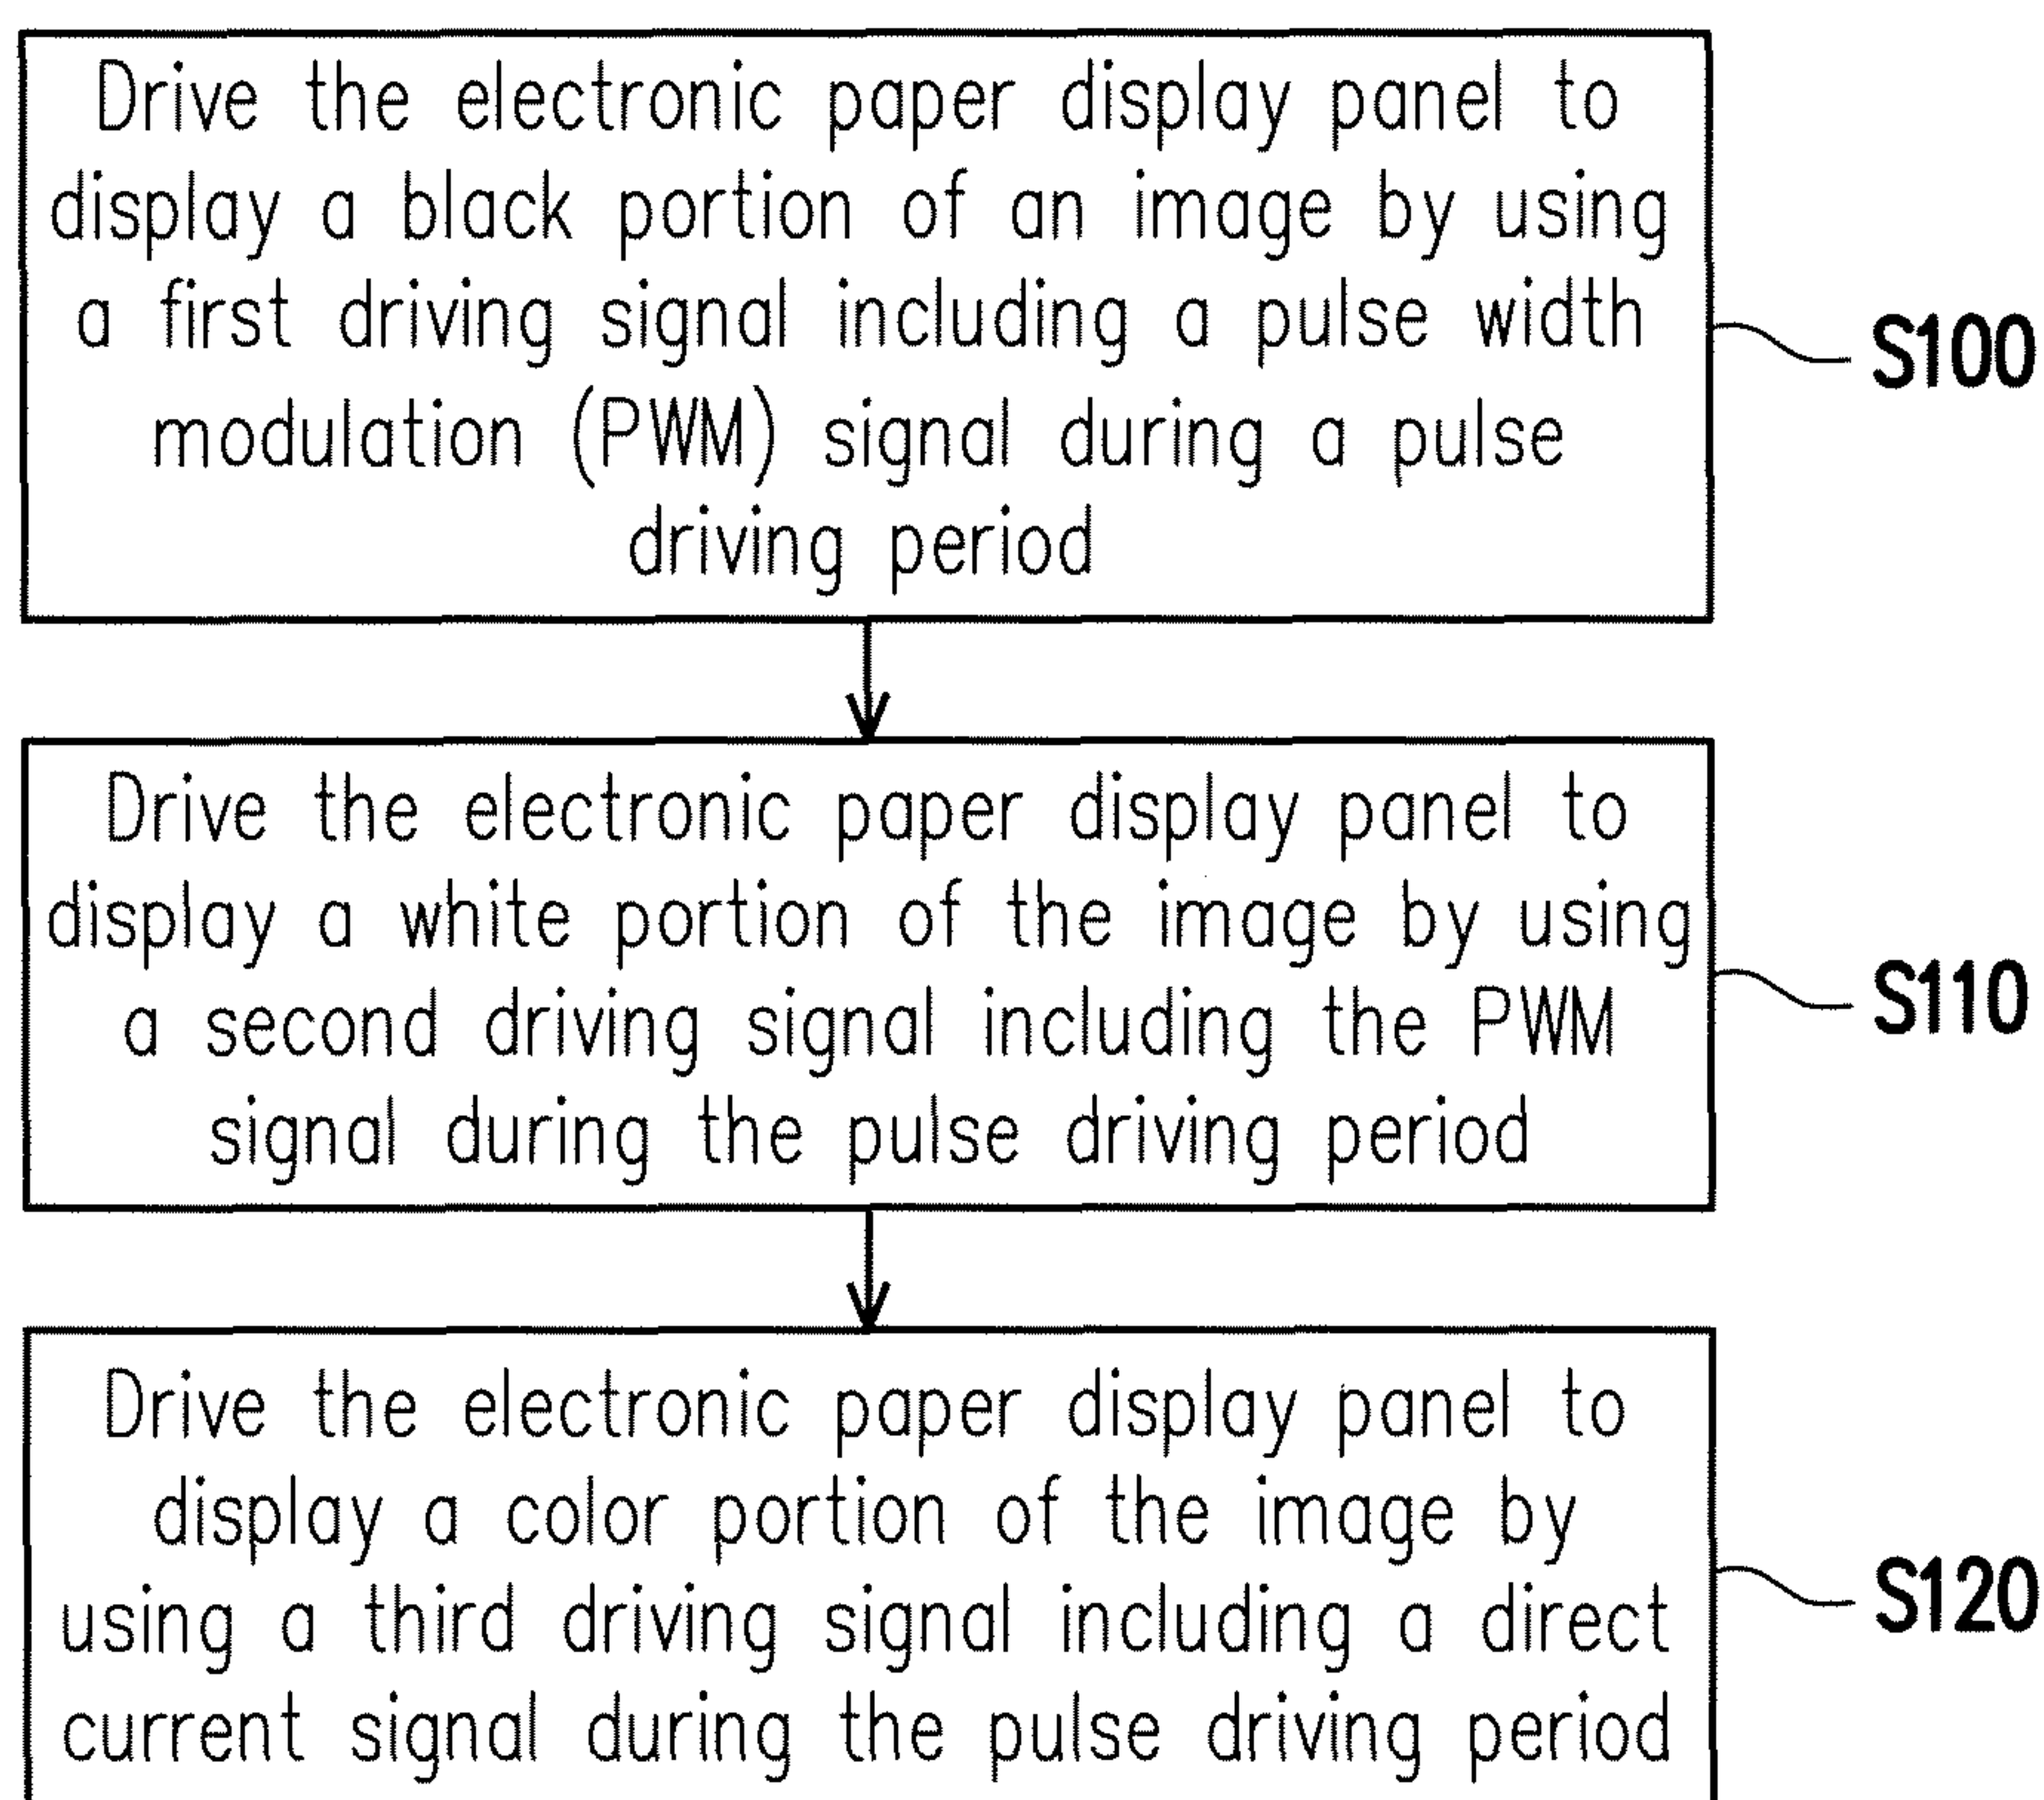 Drive the electronic paper display panel to
display a black portion of an image by using
a first driving signal including a pulse width
modulation (PWM) signal during a pulse
driving period
S100
Drive the electronic paper display panel to
display a white portion of the image by using
a second driving signal including the PWM
signal during the pulse driving period
S110
Drive the electronic paper display panel to
display a color portion of the image by
using a third driving signal including a direct
current signal during the pulse driving period
S120